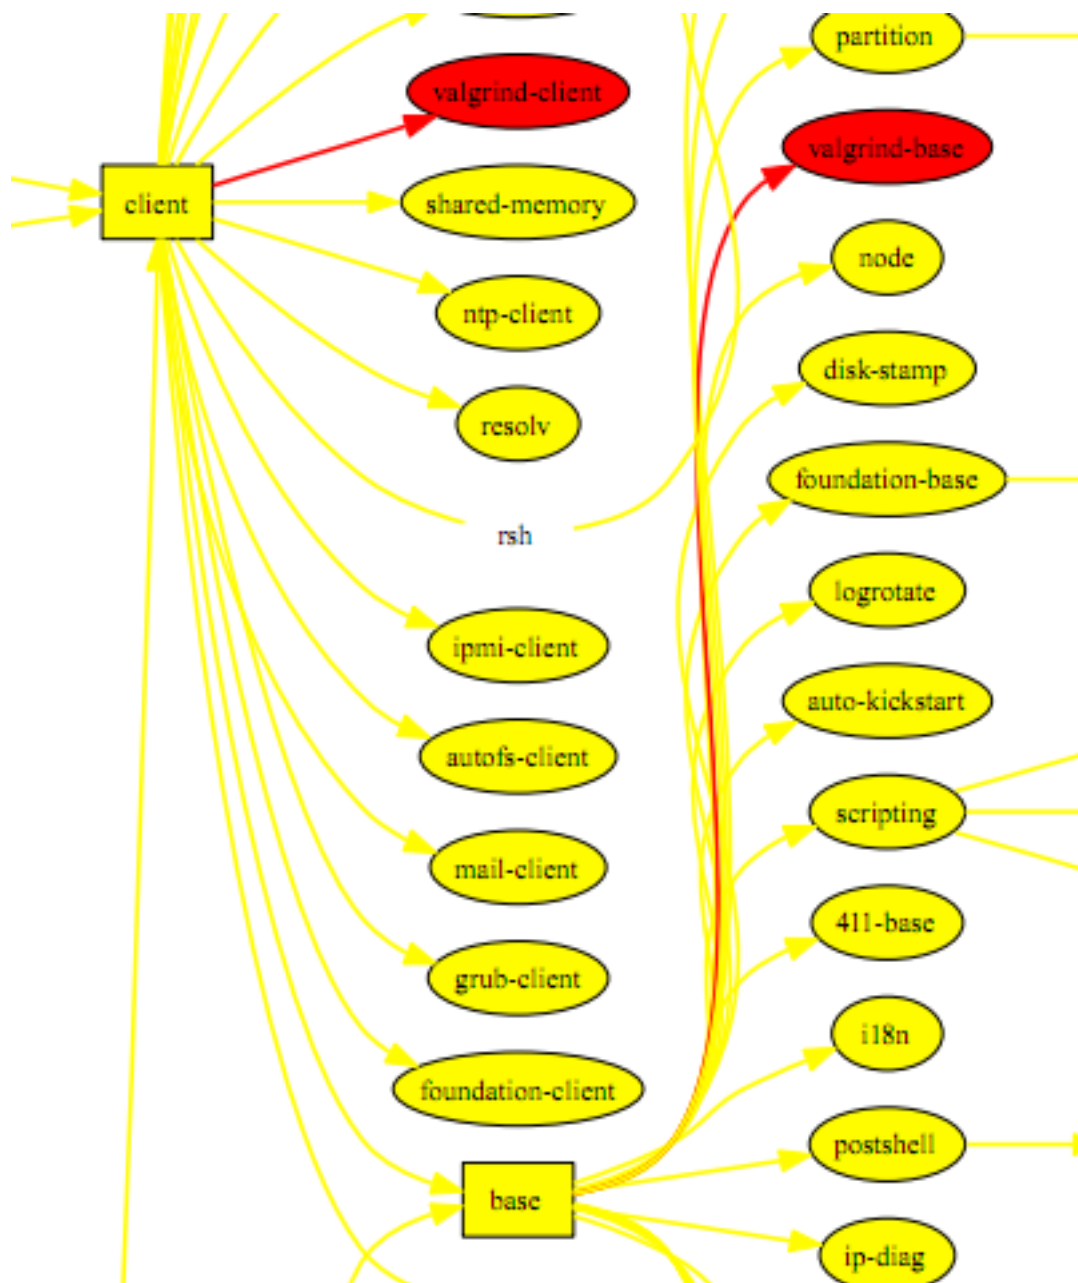 partition
valgrind-client
valgrind-base
client
shared-memory
node
ntp-client
disk-stamp
resolv
foundation-base
rsh
logrotate
ipmi-client
auto-kickstart
autofs-client
scripting
mail-client
411-base
grub-client
i18n
foundation-client
postshell
base
ip-diag